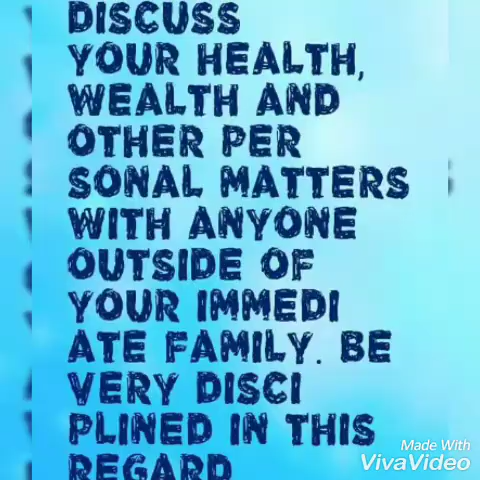 DISCUSS
YOUR HEALTH,
WEALTH AND
OTHER PER
SONAL MATTERS
WITH ANYONE
OUTSIDE OF
YOUR IMMEDI
ATE FAMILY. BE
VERY DISCI
PLINED IN THIS
REGARD
Made With
VivaVideo